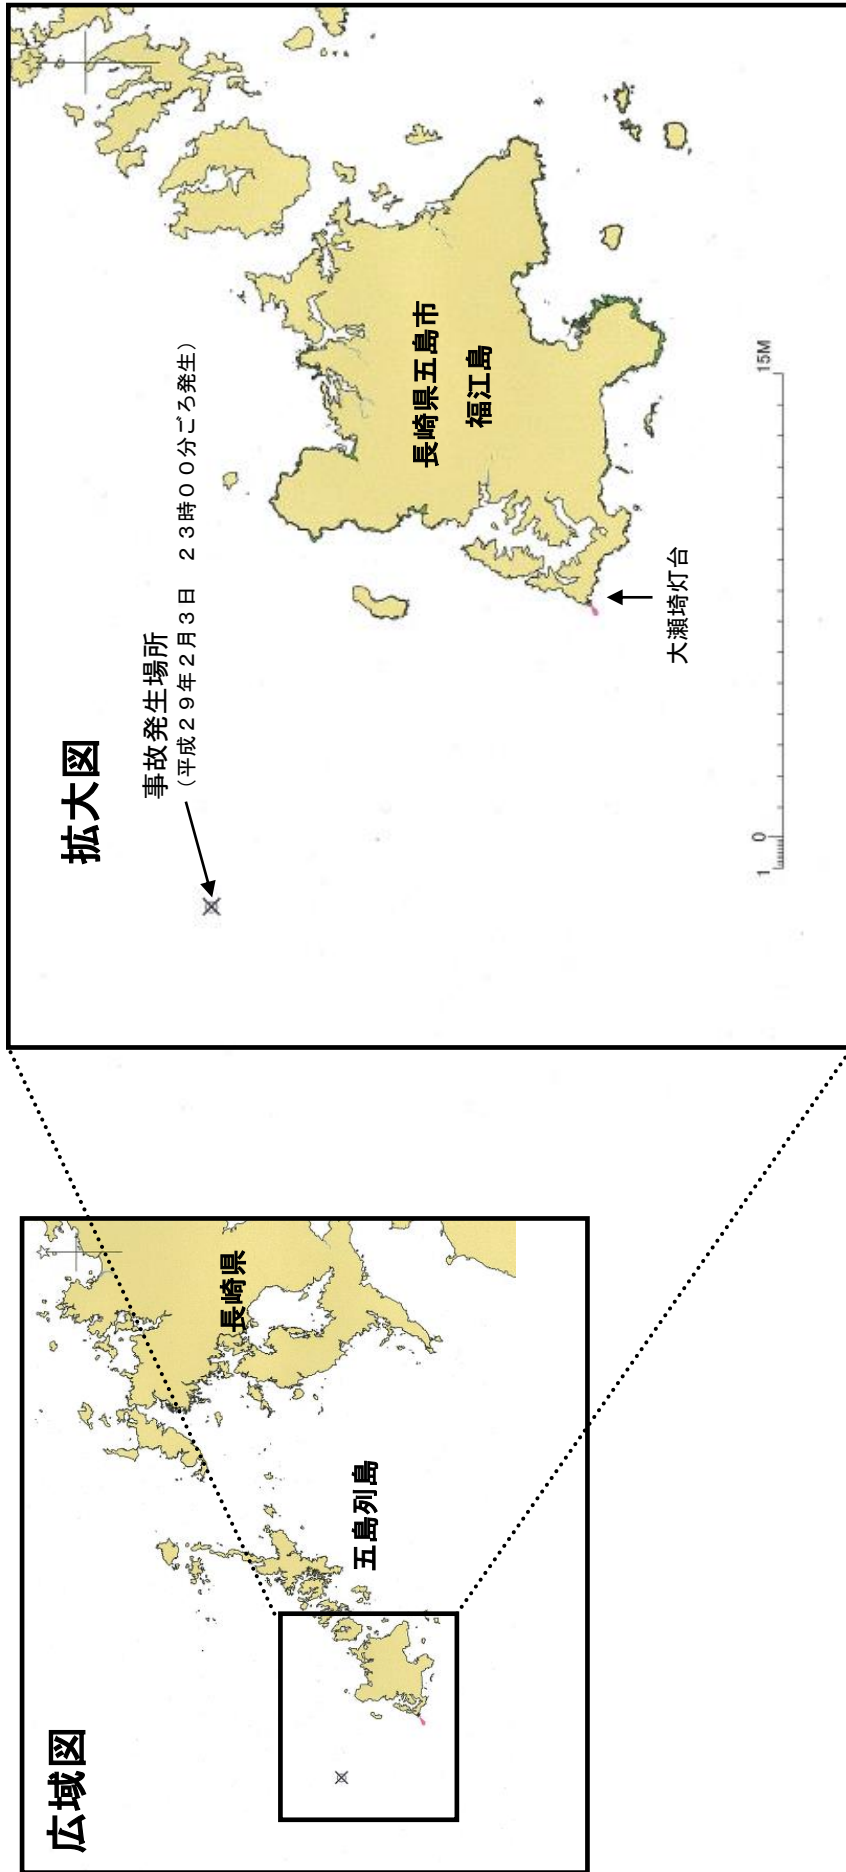 広域図
長崎県
五島列島
拡大図
事故発生場所
（平成２９年２月３日　２３時００分ごろ発生）
長崎県五島市
福江島
大瀬埼灯台
1 0 15M